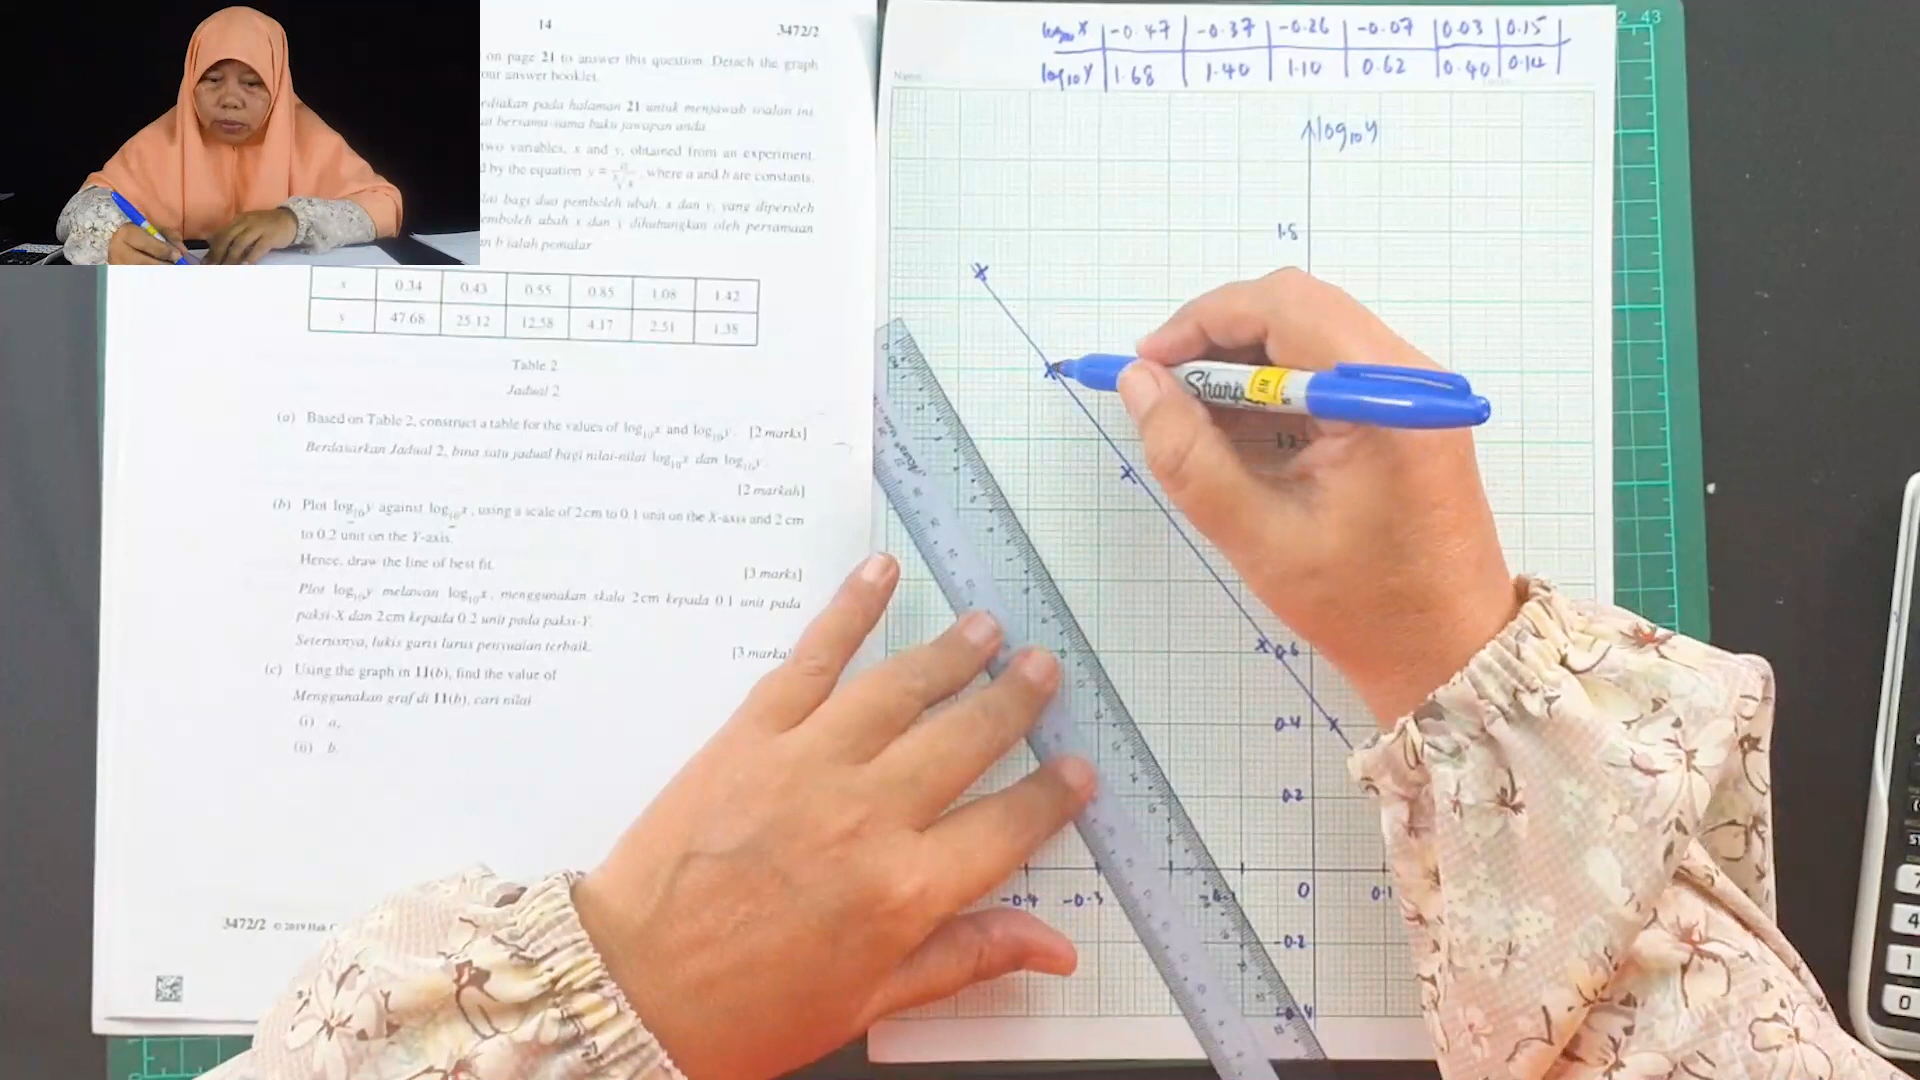 14
3472/2
on page 21 to answer this question. Detach the graph
our answer booklet.
ediakan pada halaman 21 untuk menjawab soalan ini.
at bersama-sama buku jawapan anda.
two variables, x and y, obtained from an experiment.
d by the equation y = , where a and b are constants.
lai bagi dua pemboleh ubah, x dan y, yang diperoleh
emboleh ubah x dan y dihubungkan oleh persamaan
n b ialah pemalar.
x 0.34 0.43 0.55 0.85 1.08 1.42
y 47.68 25.12 12.58 4.17 2.51 1.38
Table 2
Jadual 2
(a) Based on Table 2, construct a table for the values of log₁₀x and log₁₀y. [2 marks]
Berdasarkan Jadual 2, bina satu jadual bagi nilai-nilai log₁₀x dan log₁₀y.
[2 markah]
(b) Plot log₁₀y against log₁₀x, using a scale of 2 cm to 0.1 unit on the X-axis and 2 cm
to 0.2 unit on the Y-axis.
Hence, draw the line of best fit.
[3 marks]
Plot log₁₀y melawan log₁₀x, menggunakan skala 2 cm kepada 0.1 unit pada
paksi-X dan 2 cm kepada 0.2 unit pada paksi-Y.
Seterusnya, lukis garis lurus penyuaian terbaik.
[3 markah
(c) Using the graph in 11(b), find the value of
Menggunakan graf di 11(b), cari nilai
(i) a,
(ii) b.
3472/2 © 2019 Hak C
log₁₀x -0.47 -0.37 -0.26 -0.07 0.03 0.15
log₁₀y 1.68 1.40 1.10 0.62 0.40 0.14
Name
log₁₀y
1.8
1.2
0.6
0.4
0.2
-0.4 -0.3 0 0.1
-0.2
Sharp
43